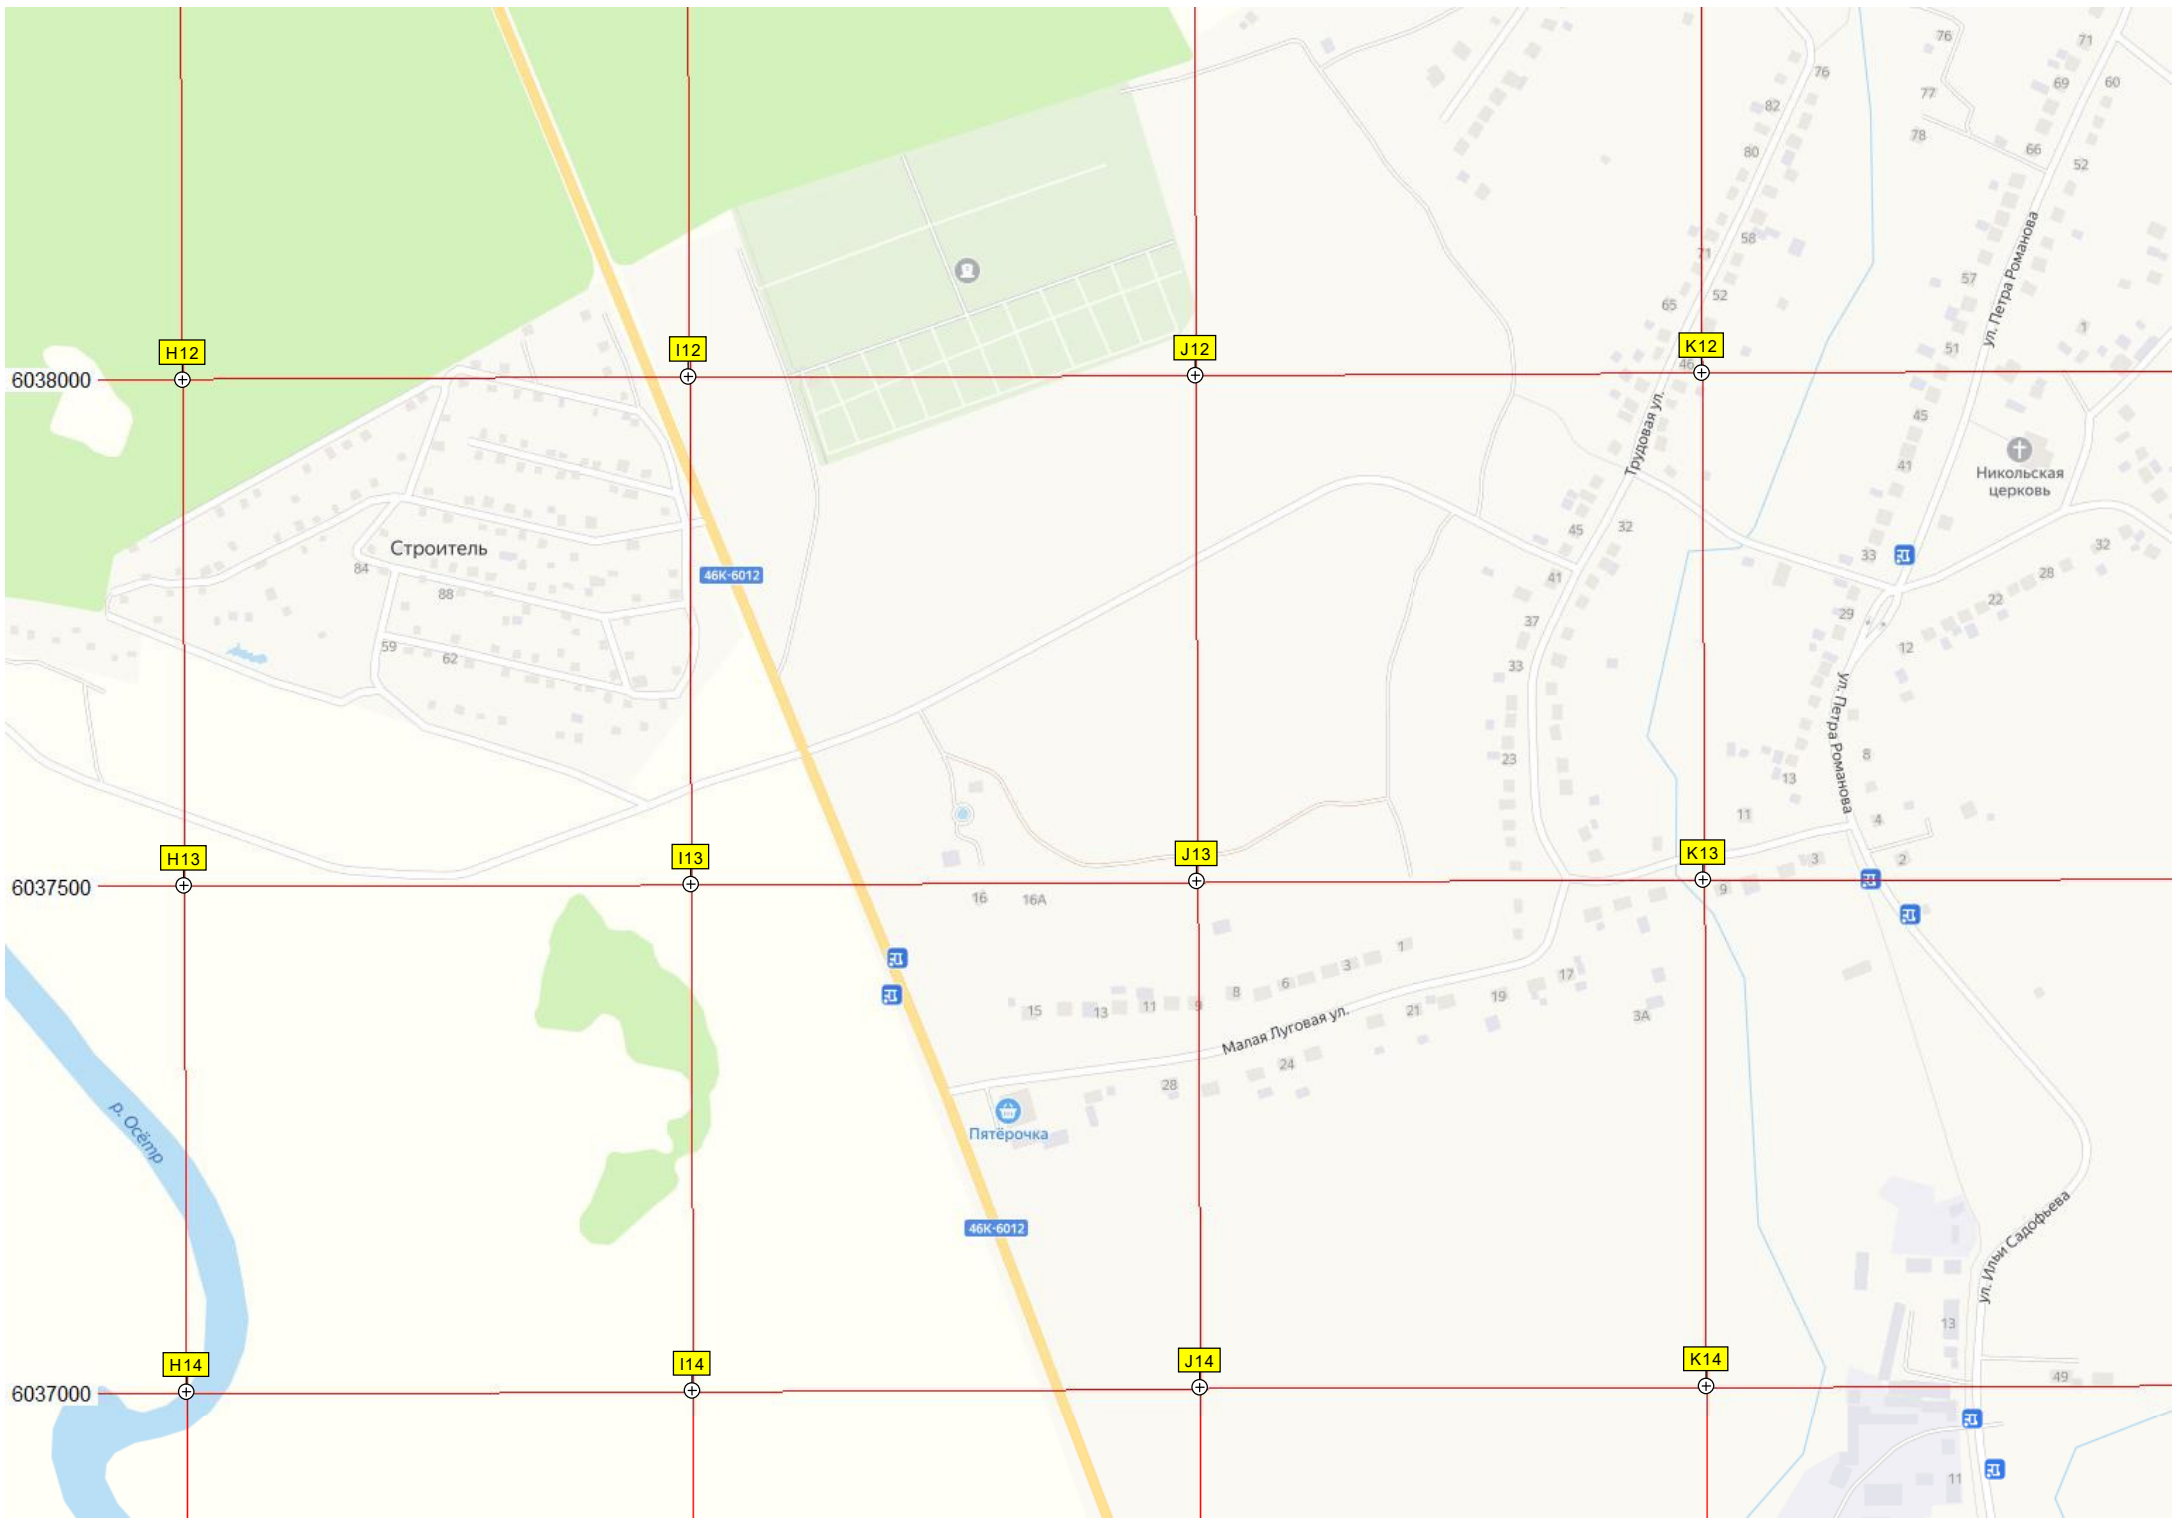 76
71
76
69
60
82
77
78
80
66
52
58
71
57
65
52
ул. Петра Романова
1
H12
I12
J12
K12
51
46
6038000
Трудовая ул.
45
41
Никольская
церковь
Строитель
45
32
33
32
84
46К-6012
41
28
88
22
29
37
12
59
62
33
ул. Петра Романова
8
23
13
11
4
H13
I13
J13
K13
3
2
6037500
16
16А
9
1
3
6
8
17
15
13
11
9
19
21
3А
Малая Луговая ул.
24
28
р. Осётр
Пятёрочка
46К-6012
ул. Ильи Садофьева
13
H14
I14
J14
K14
49
6037000
11